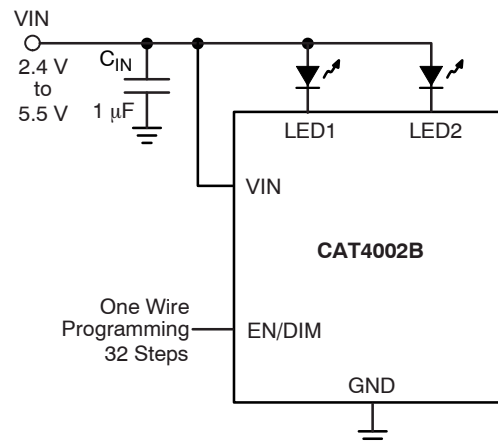 VIN
2.4 V
to
5.5 V
CIN
1 μF
LED1
LED2
VIN
CAT4002B
One Wire
Programming
32 Steps
EN/DIM
GND